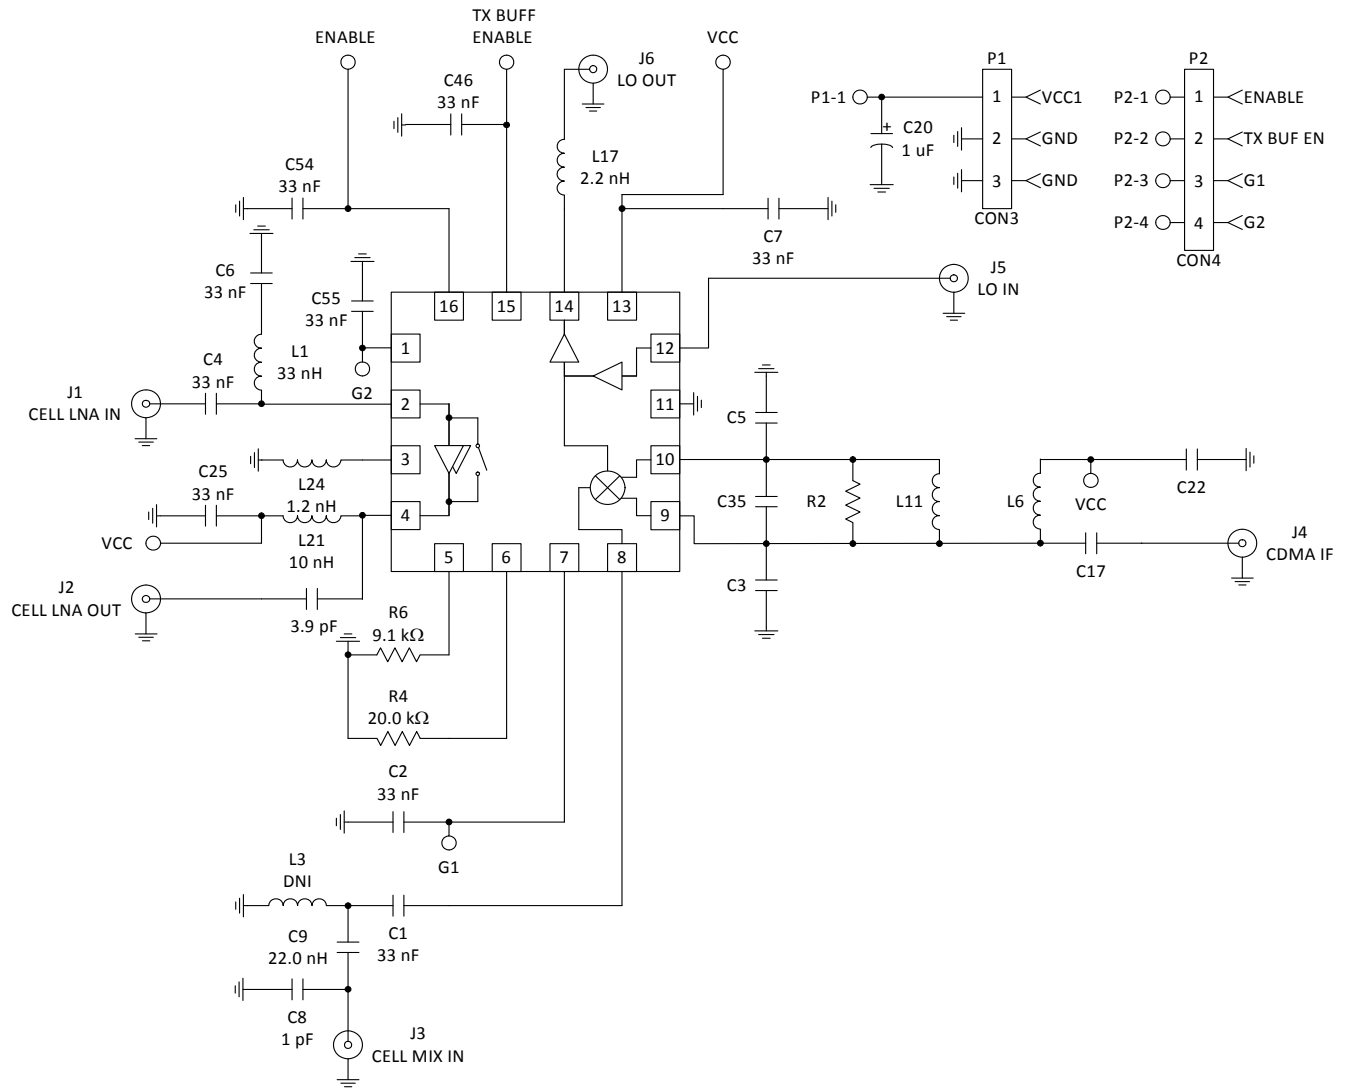 TX BUFF
ENABLE
ENABLE
VCC
J6
LO OUT
C46
33 nF
P1
P2
P1-1
1
VCC1
C20
1 uF
+
2
GND
3
GND
CON3
P2-1
1
ENABLE
P2-2
2
TX BUF EN
P2-3
3
G1
P2-4
4
G2
CON4
C54
33 nF
L17
2.2 nH
C7
33 nF
C6
33 nF
C55
33 nF
J5
LO IN
16
15
14
13
L1
33 nH
C4
33 nF
1
G2
12
J1
CELL LNA IN
2
11
C5
3
10
C25
33 nF
L24
1.2 nH
C35
R2
L11
L6
VCC
C22
4
9
VCC
L21
10 nH
5
6
7
8
J4
CDMA IF
C17
C3
J2
CELL LNA OUT
3.9 pF
R6
9.1 kΩ
R4
20.0 kΩ
C2
33 nF
G1
L3
DNI
C1
33 nF
C9
22.0 nH
C8
1 pF
J3
CELL MIX IN